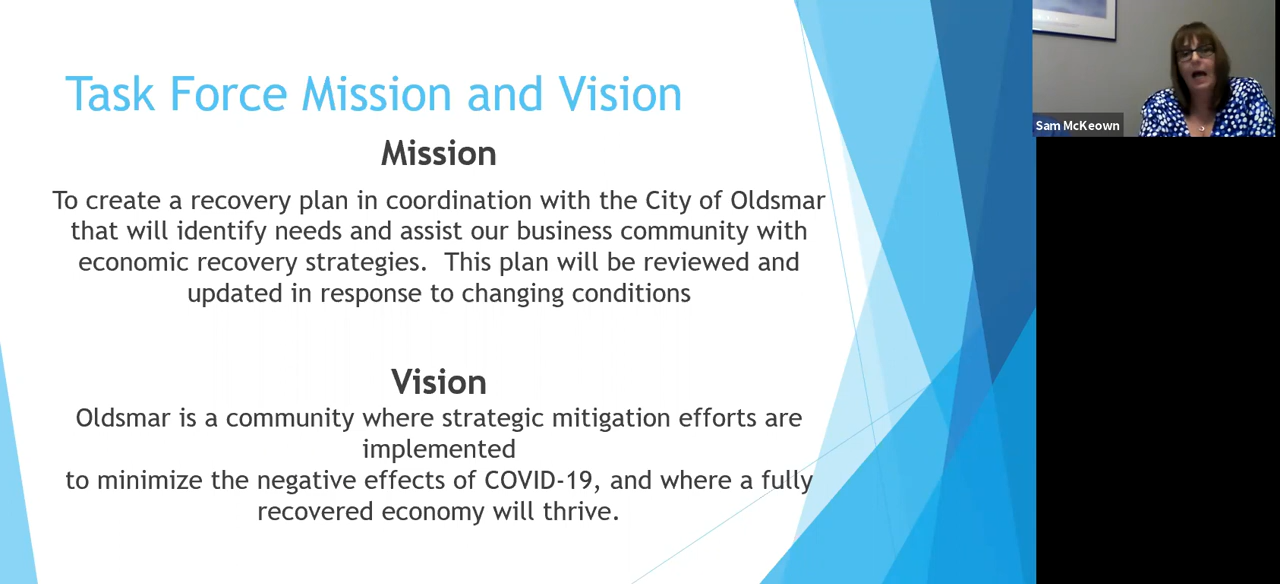 Task Force Mission and Vision
Mission
To create a recovery plan in coordination with the City of Oldsmar
that will identify needs and assist our business community with
economic recovery strategies.  This plan will be reviewed and
updated in response to changing conditions
Vision
Oldsmar is a community where strategic mitigation efforts are
implemented
to minimize the negative effects of COVID-19, and where a fully
recovered economy will thrive.
Sam McKeown